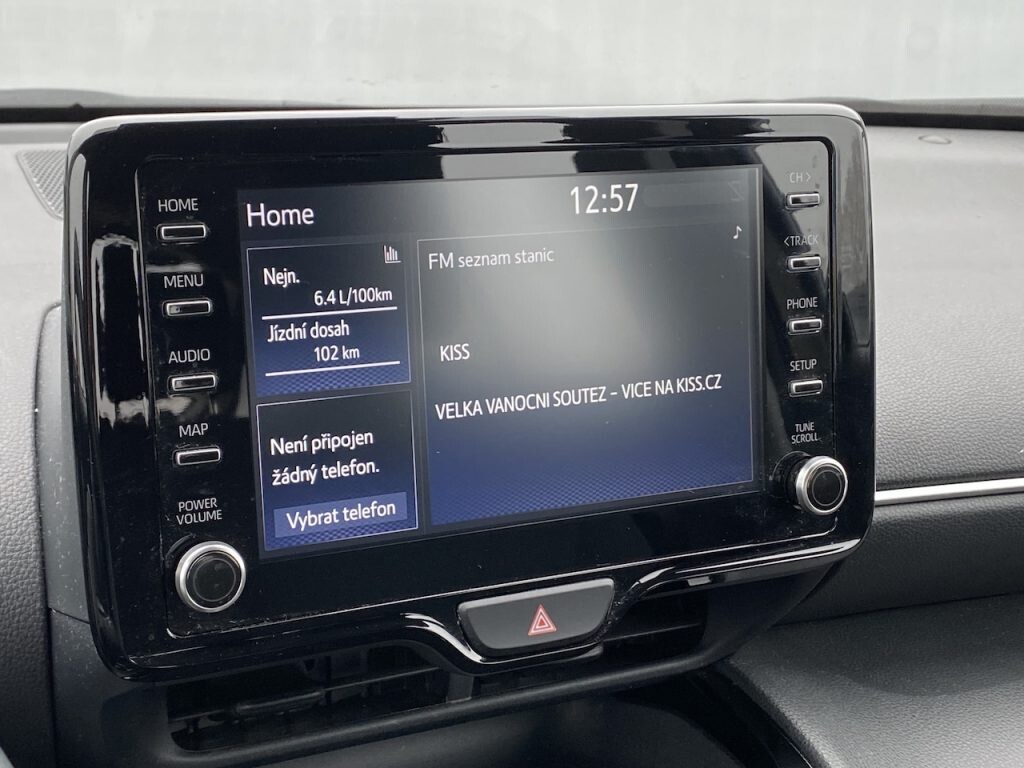 HOME
MENU
AUDIO
MAP
POWER
VOLUME
Home
12:57
Nejn.
6.4 L/100km
Jízdní dosah
102 km
Není připojen
žádný telefon.
Vybrat telefon
FM seznam stanic
KISS
VELKA VANOCNI SOUTEZ - VICE NA KISS.CZ
CH >
< TRACK
PHONE
SETUP
TUNE
SCROLL